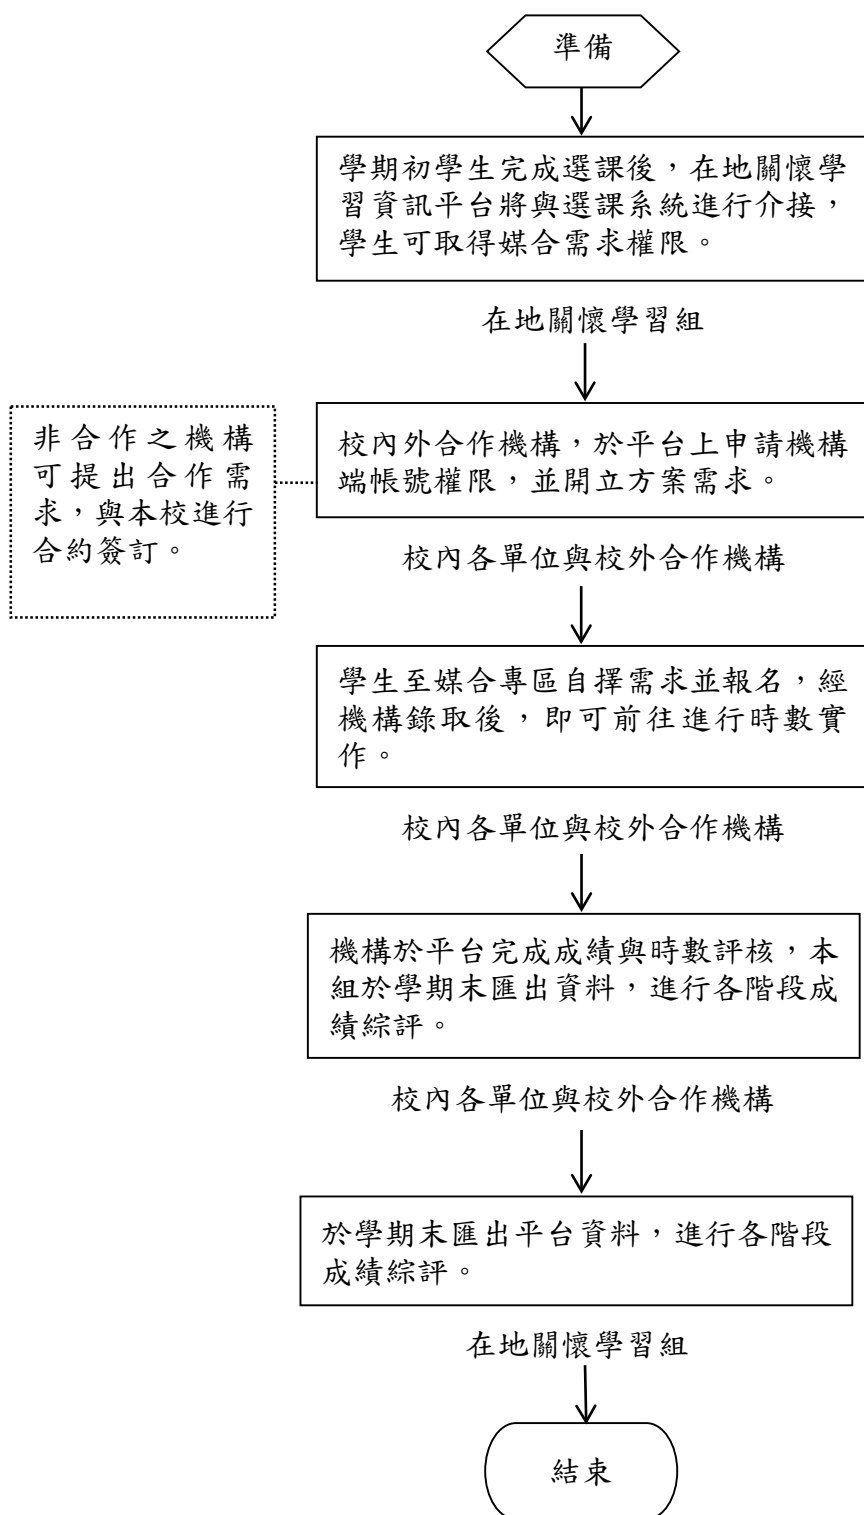 準備
學期初學生完成選課後，在地關懷學
習資訊平台將與選課系統進行介接，
學生可取得媒合需求權限。
在地關懷學習組
非合作之機構
可提出合作需
求，與本校進行
合約簽訂。
校內外合作機構，於平台上申請機構
端帳號權限，並開立方案需求。
校內各單位與校外合作機構
學生至媒合專區自擇需求並報名，經
機構錄取後，即可前往進行時數實
作。
校內各單位與校外合作機構
機構於平台完成成績與時數評核，本
組於學期末匯出資料，進行各階段成
績綜評。
校內各單位與校外合作機構
於學期末匯出平台資料，進行各階段
成績綜評。
在地關懷學習組
結束